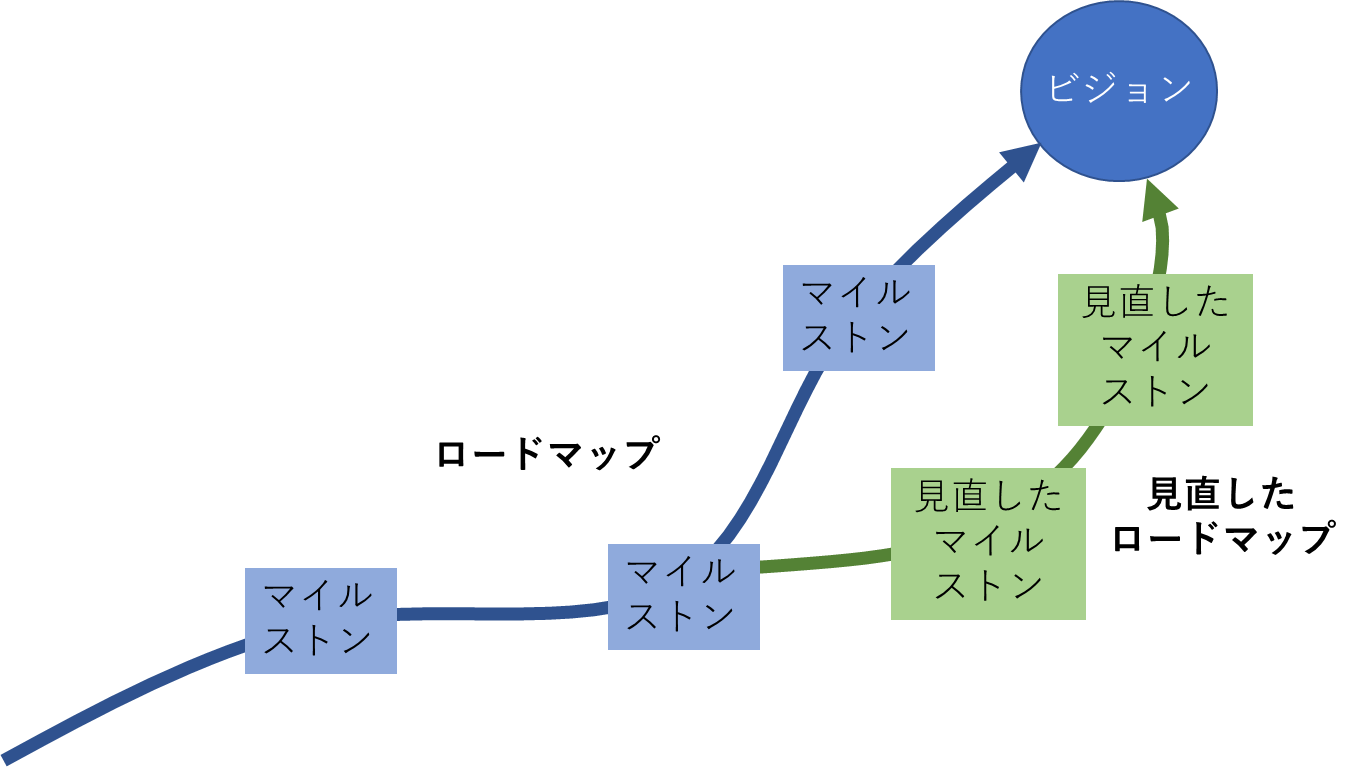 ビジョン
マイル
ストン
見直した
マイル
ストン
ロードマップ
見直した
マイル
ストン
見直した
ロードマップ
マイル
ストン
マイル
ストン